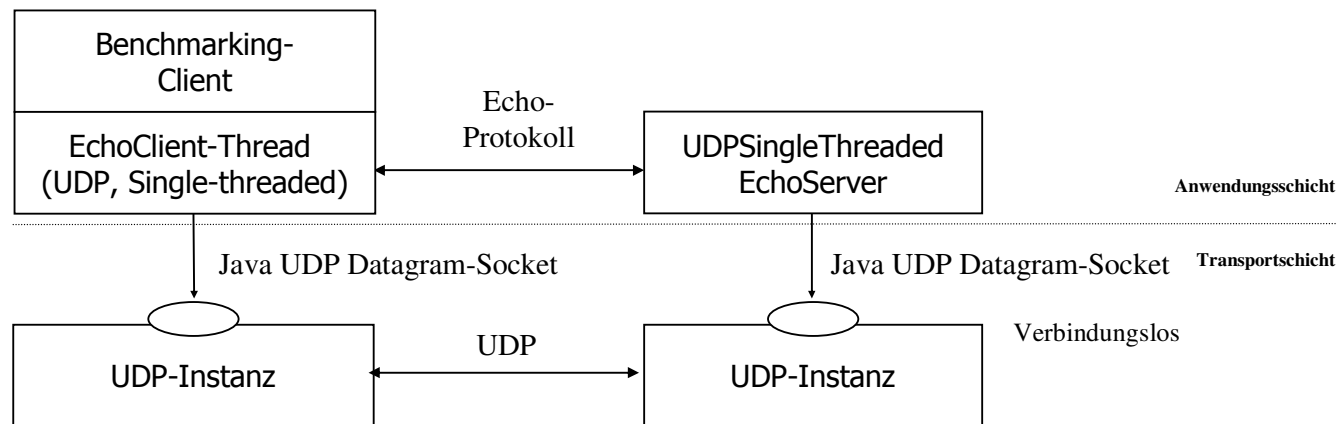 Benchmarking-
Client
EchoClient-Thread
(UDP, Single-threaded)
Echo-
Protokoll
UDPSingleThreaded
EchoServer
Anwendungsschicht
Java UDP Datagram-Socket
Java UDP Datagram-Socket
Transportschicht
UDP-Instanz
UDP
UDP-Instanz
Verbindungslos